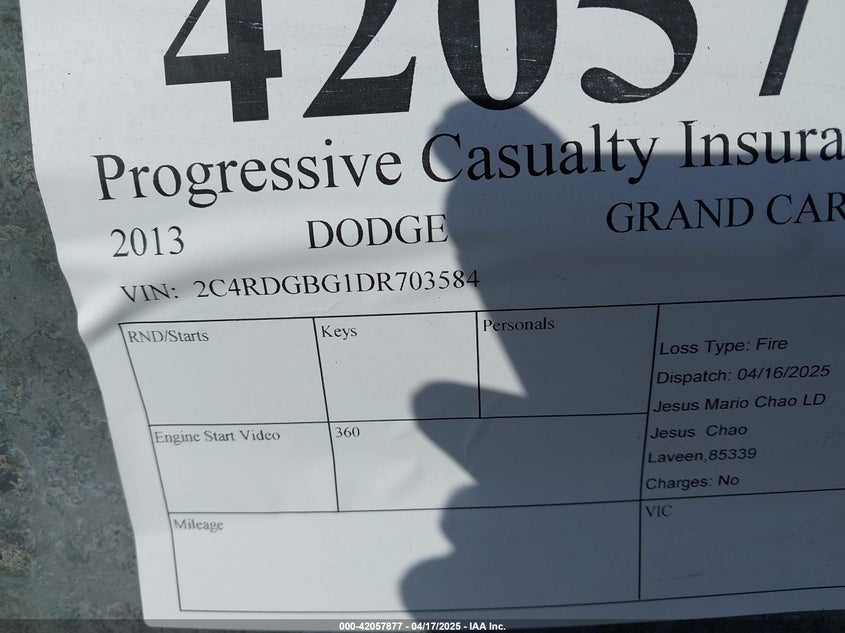 42057
Progressive Casualty Insura
2013 DODGE GRAND CAR
VIN: 2C4RDGBG1DR703584
RND/Starts
Keys
Personals
Loss Type: Fire
Dispatch: 04/16/2025
Jesus Mario Chao LD
Jesus Chao
Laveen,85339
Charges: No
Engine Start Video
360
Mileage
VIC
000-42057877 - 04/17/2025 - IAA Inc.